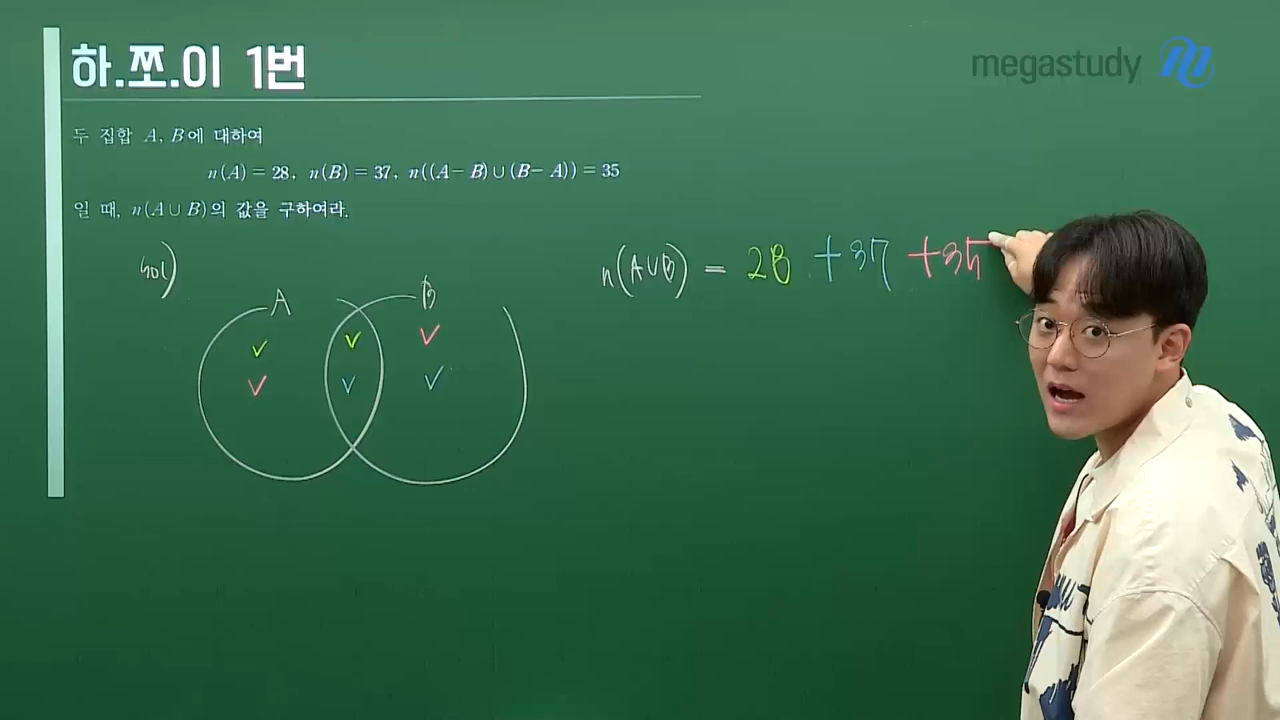 하.쪼.이 1번
megastudy
두 집합 A, B에 대하여
n(A) = 28, n(B) = 37, n((A − B) ∪ (B − A)) = 35
일 때, n(A ∪ B)의 값을 구하여라.
sol)
n(A∪B) = 28 + 37 + 35
A
B